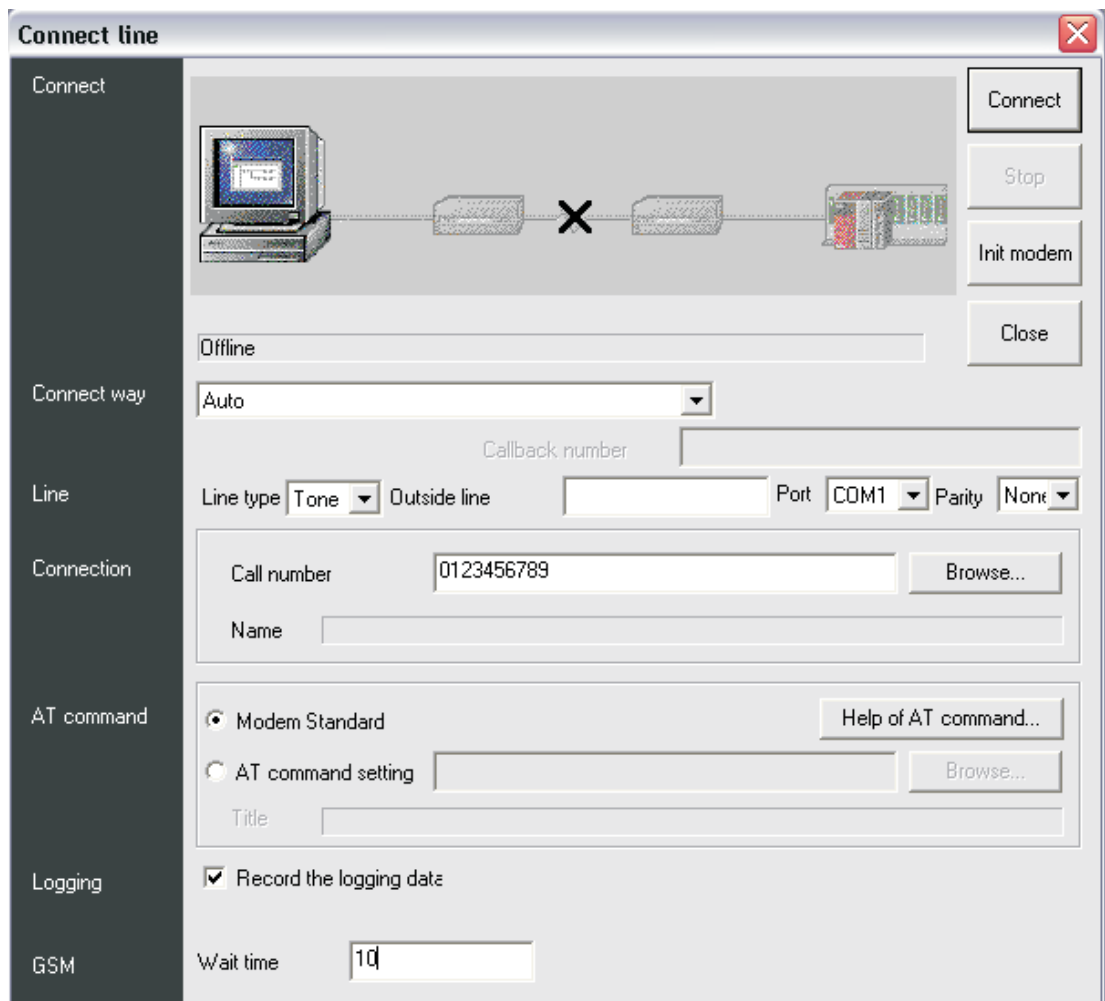 Connect line
Connect
Connect
Stop
Init modem
Close
Offline
Connect way
Auto
Callback number
Line
Line type Tone Outside line Port COM1 Parity None
Connection
Call number 0123456789 Browse...
Name
AT command
Modem Standard Help of AT command...
AT command setting Browse...
Title
Logging
Record the logging data
GSM
Wait time 10